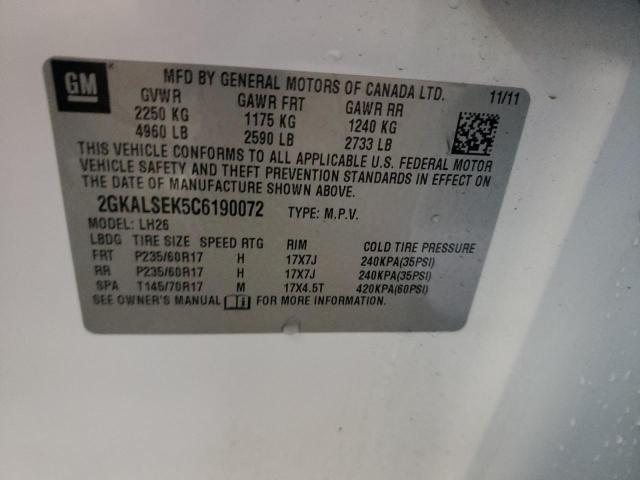 GM
MFD BY GENERAL MOTORS OF CANADA LTD. 11/11
GVWR GAWR FRT GAWR RR
2250 KG 1175 KG 1240 KG
4960 LB 2590 LB 2733 LB
THIS VEHICLE CONFORMS TO ALL APPLICABLE U.S. FEDERAL MOTOR
VEHICLE SAFETY AND THEFT PREVENTION STANDARDS IN EFFECT ON
THE DATE OF MANUFACTURE SHOWN ABOVE.
2GKALSEK5C6190072 TYPE: M.P.V.
MODEL: LH26
LBDG TIRE SIZE SPEED RTG RIM COLD TIRE PRESSURE
FRT P235/60R17 H 17X7J 240KPA(35PSI)
RR P235/60R17 H 17X7J 240KPA(35PSI)
SPA T145/70R17 M 17X4.5T 420KPA(60PSI)
SEE OWNER'S MANUAL FOR MORE INFORMATION.